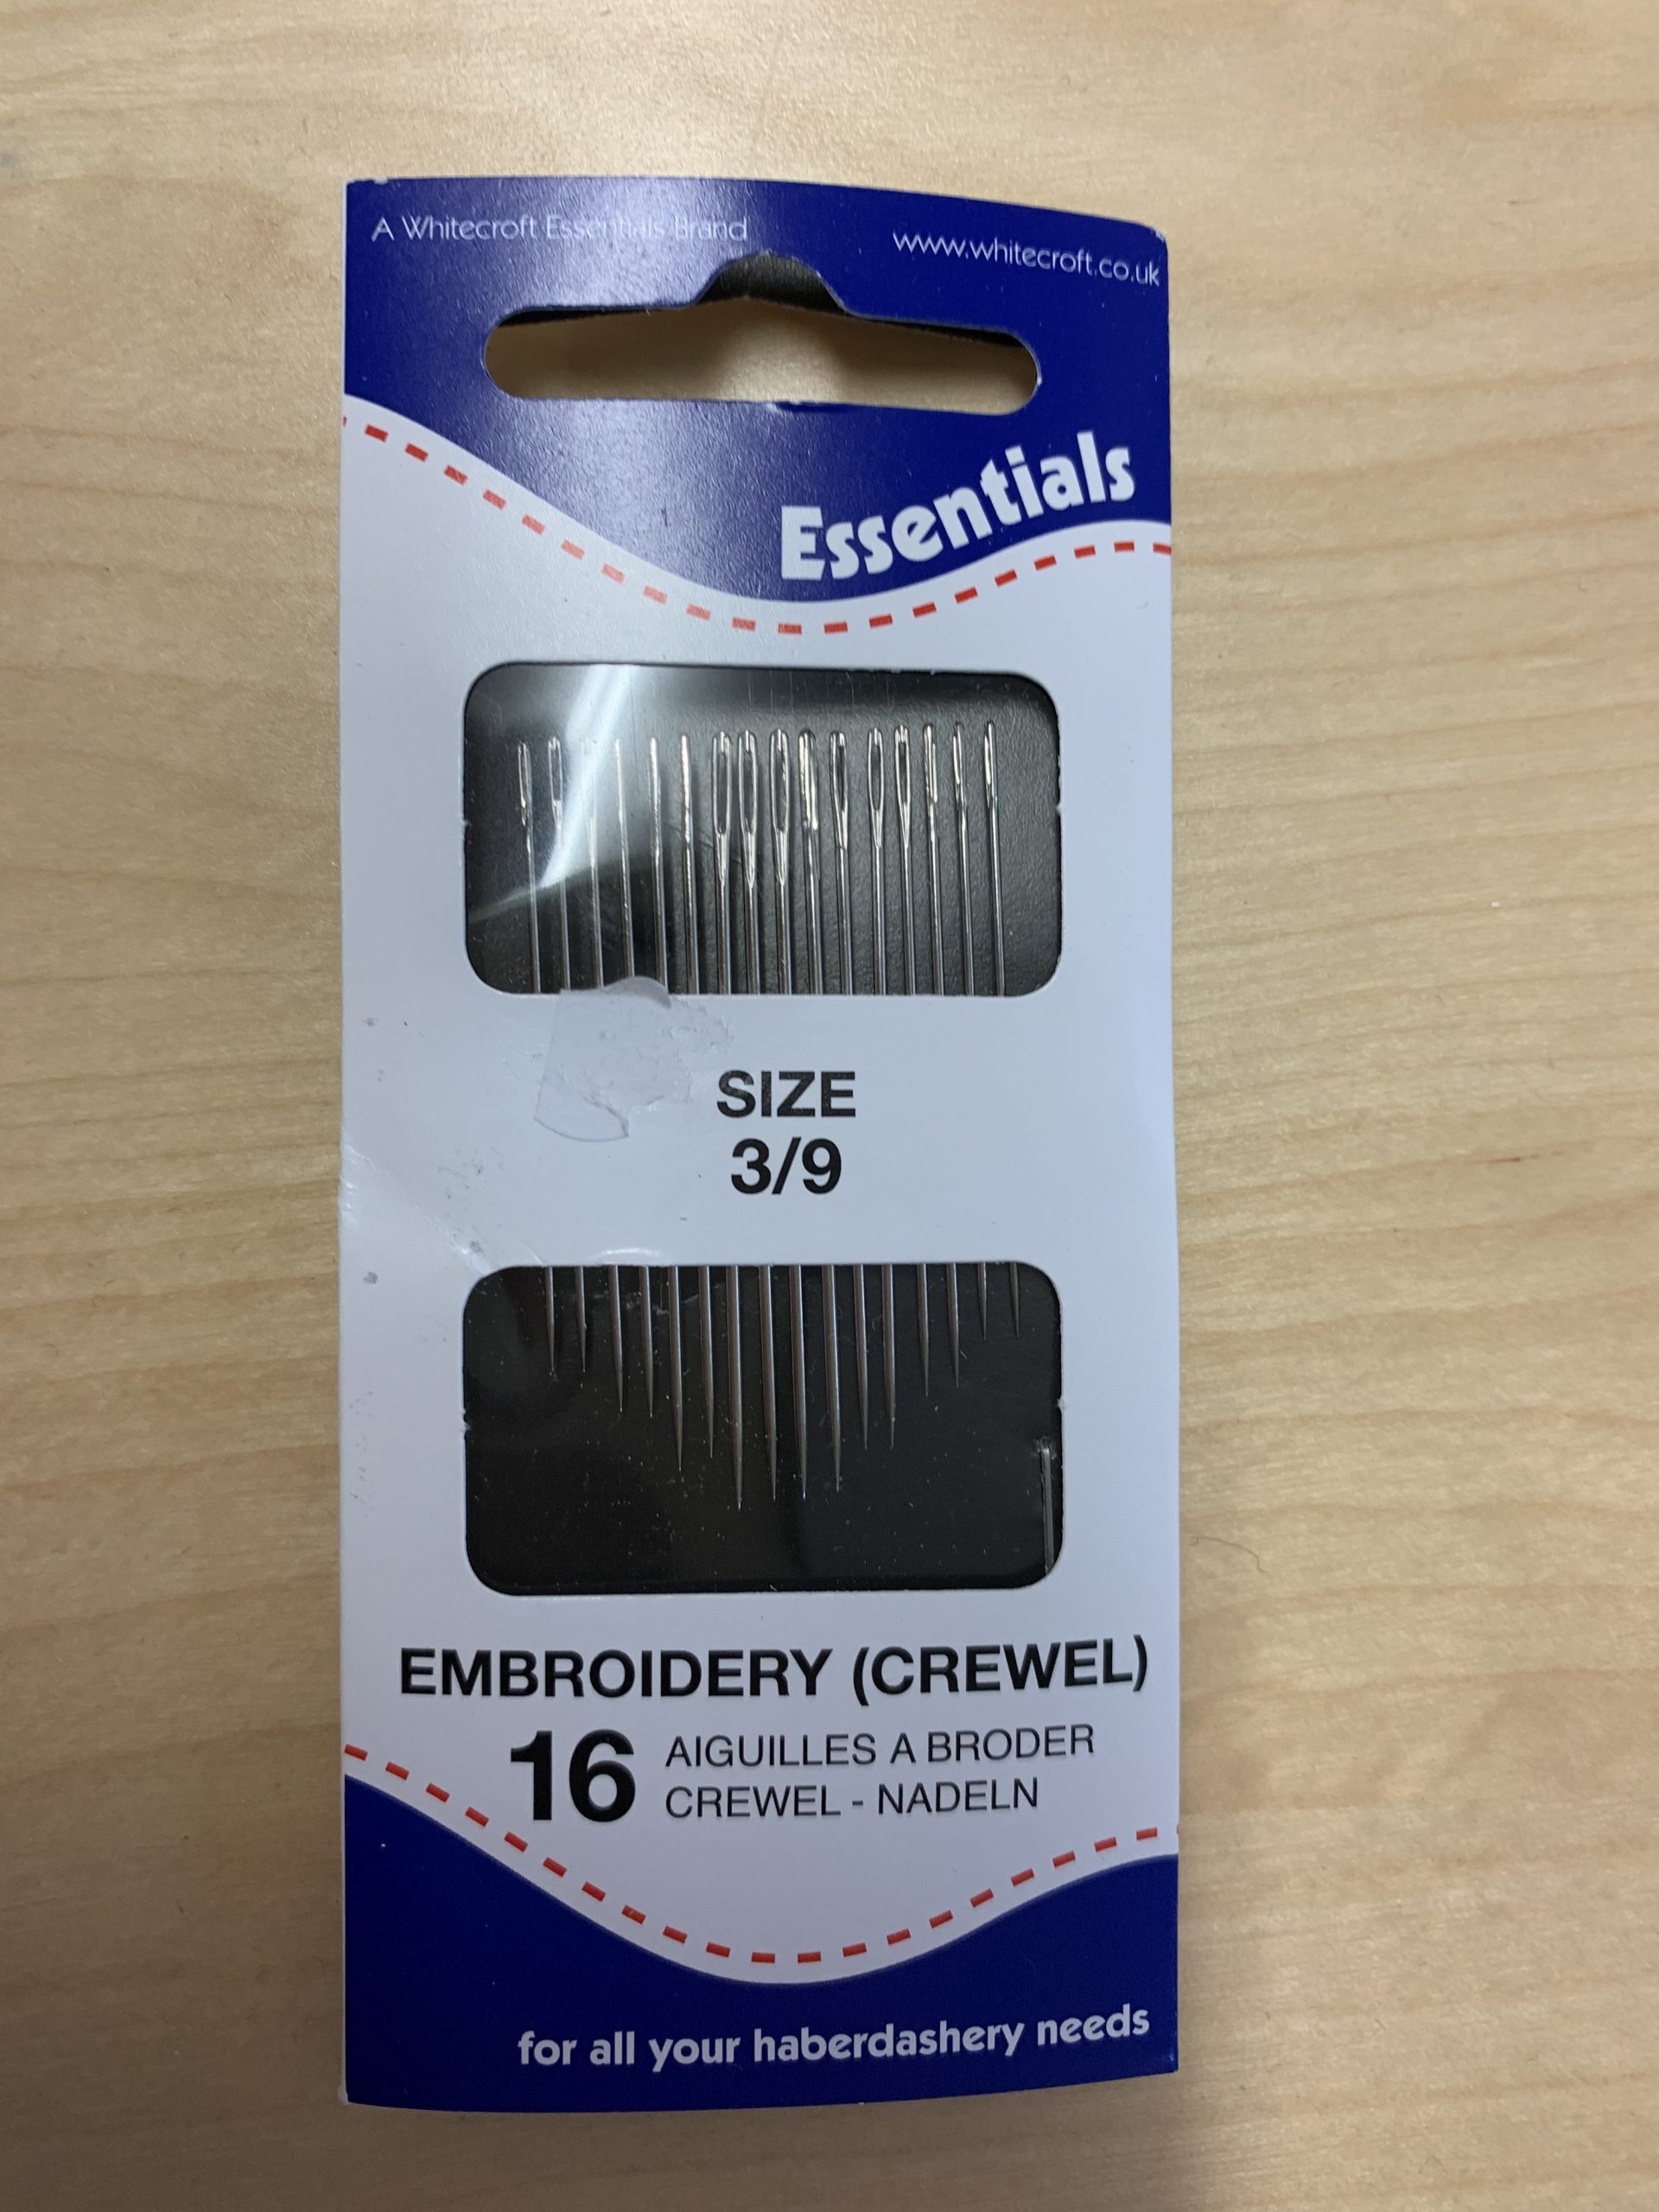 A Whitecroft Essentials Brand
www.whitecroft.co.uk
Essentials
SIZE
3/9
EMBROIDERY (CREWEL)
16
AIGUILLES A BRODER
CREWEL - NADELN
for all your haberdashery needs